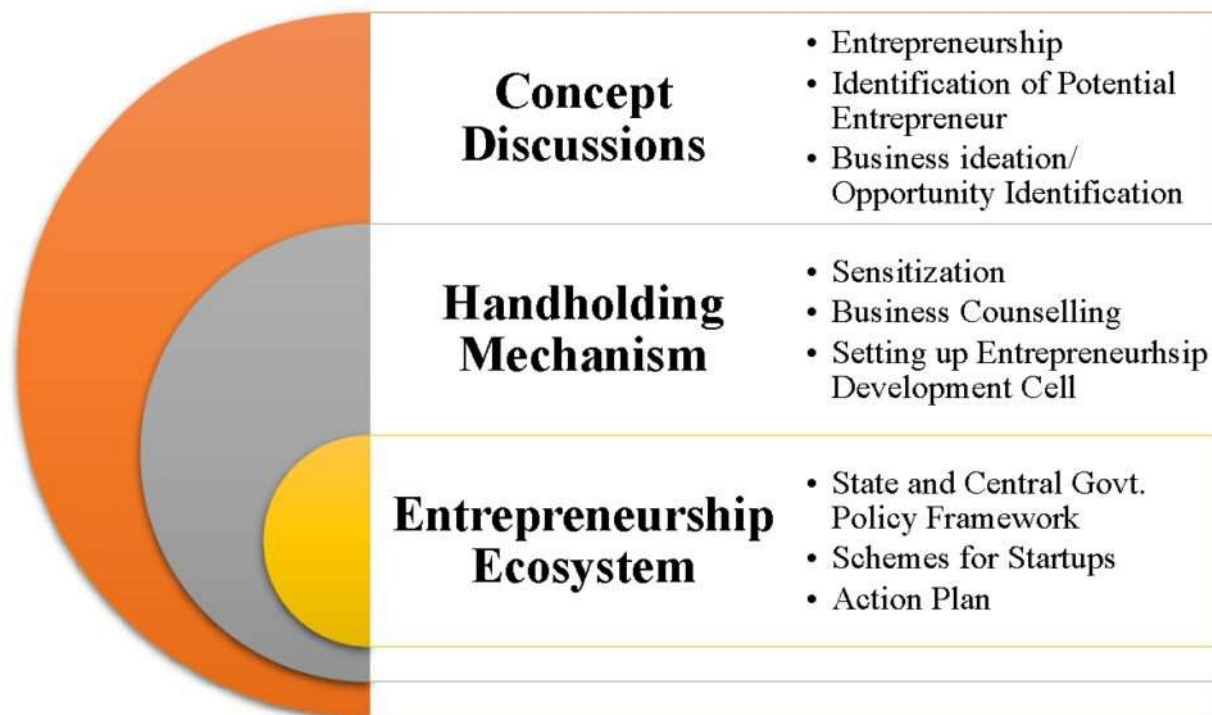 Concept
Discussions
• Entrepreneurship
• Identification of Potential
Entrepreneur
• Business ideation/
Opportunity Identification
Handholding
Mechanism
• Sensitization
• Business Counselling
• Setting up Entrepreneurhsip
Development Cell
Entrepreneurship
Ecosystem
• State and Central Govt.
Policy Framework
• Schemes for Startups
• Action Plan